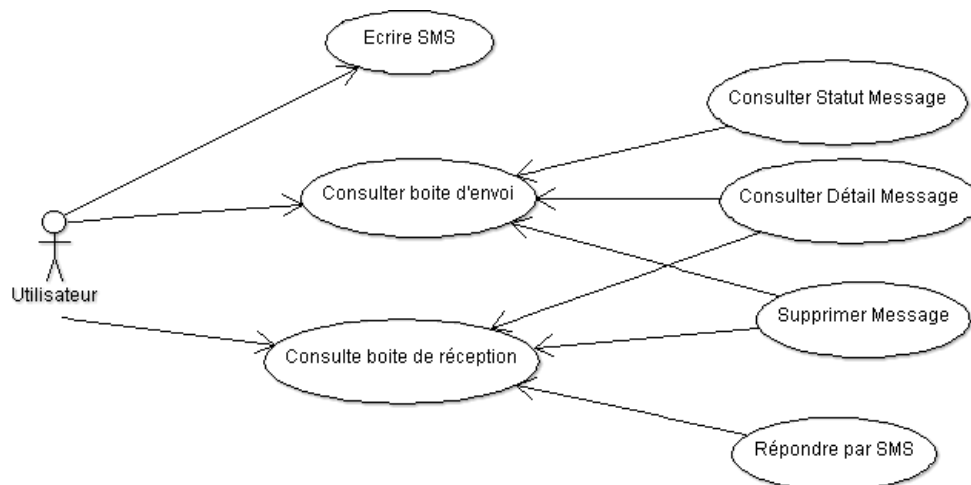 Ecrire SMS
Consulter Statut Message
Consulter boite d'envoi
Consulter Détail Message
Utilisateur
Supprimer Message
Consulte boite de réception
Répondre par SMS